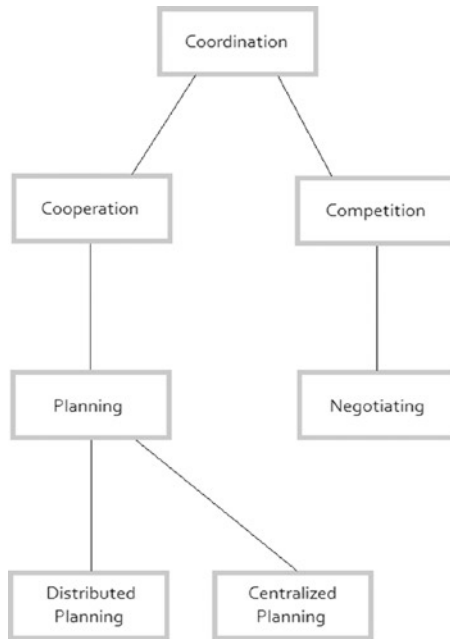 Coordination
Cooperation
Competition
Planning
Negotiating
Distributed
Planning
Centralized
Planning